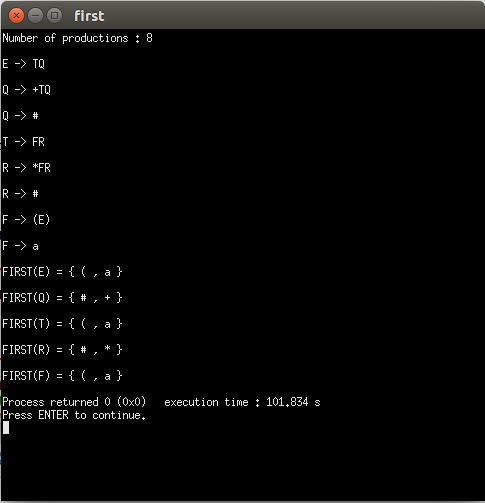 first
Number of productions : 8
E -> TQ
Q -> +TQ
Q -> #
T -> FR
R -> *FR
R -> #
F -> (E)
F -> a
FIRST(E) = { ( , a }
FIRST(Q) = { # , + }
FIRST(T) = { ( , a }
FIRST(R) = { # , * }
FIRST(F) = { ( , a }
Process returned 0 (0x0)   execution time : 101.834 s
Press ENTER to continue.